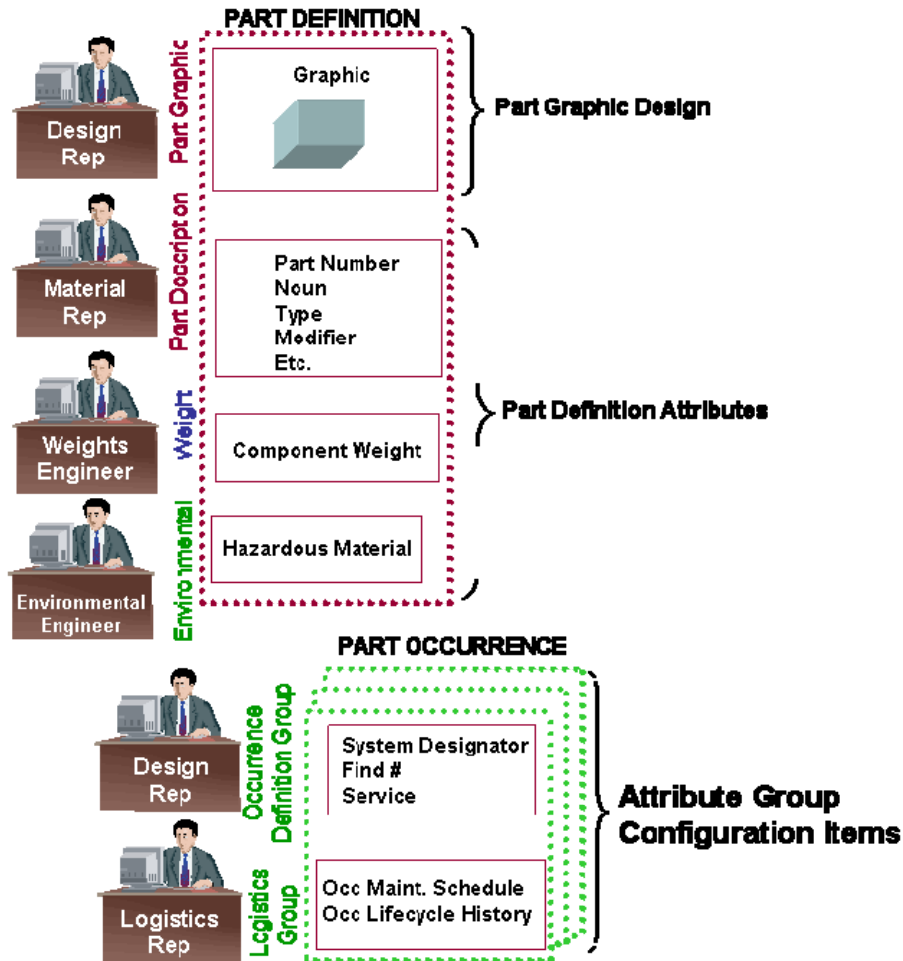 PART DEFINITION
Design
Rep
Part Graphic
Graphic
Part Graphic Design
Material
Rep
Part Doccription
Part Number
Noun
Type
Modifier
Etc.
Weights
Engineer
Weight
Component Weight
Part Definition Attributes
Environmental
Engineer
Environmental
Hazardous Material
PART OCCURRENCE
Design
Rep
Occurrence
Definition Group
System Designator
Find #
Service
Attribute Group
Configuration Items
Logistics
Rep
Logistics
Group
Occ Maint. Schedule
Occ Lifecycle History